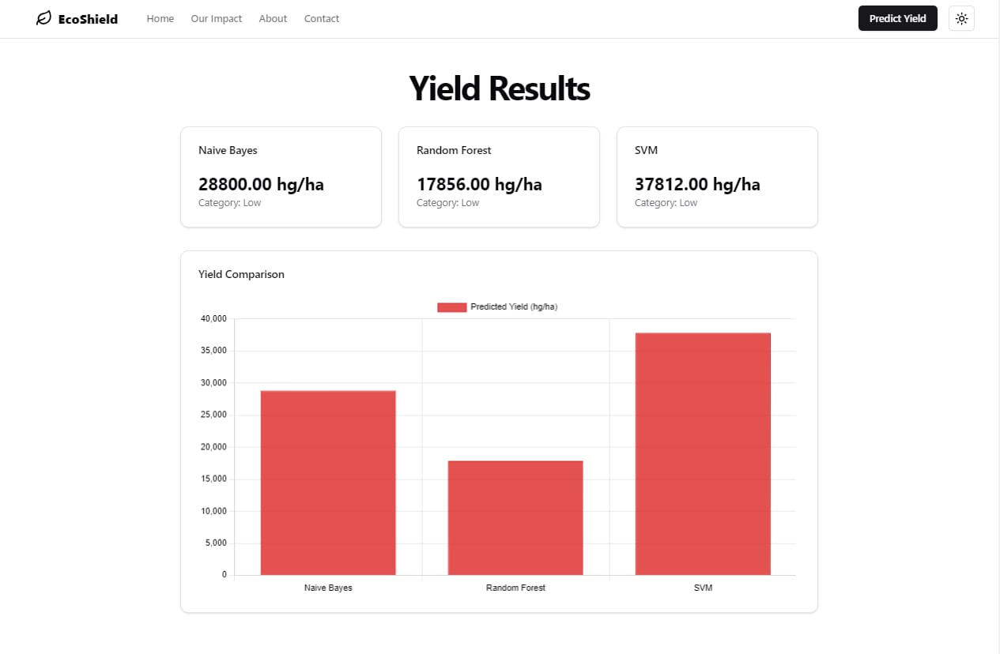 EcoShield Home Our Impact About Contact Predict Yield
Yield Results
Naive Bayes
28800.00 hg/ha
Category: Low
Random Forest
17856.00 hg/ha
Category: Low
SVM
37812.00 hg/ha
Category: Low
Yield Comparison
Predicted Yield (hg/ha)
40,000
35,000
30,000
25,000
20,000
15,000
10,000
5,000
0
Naive Bayes Random Forest SVM